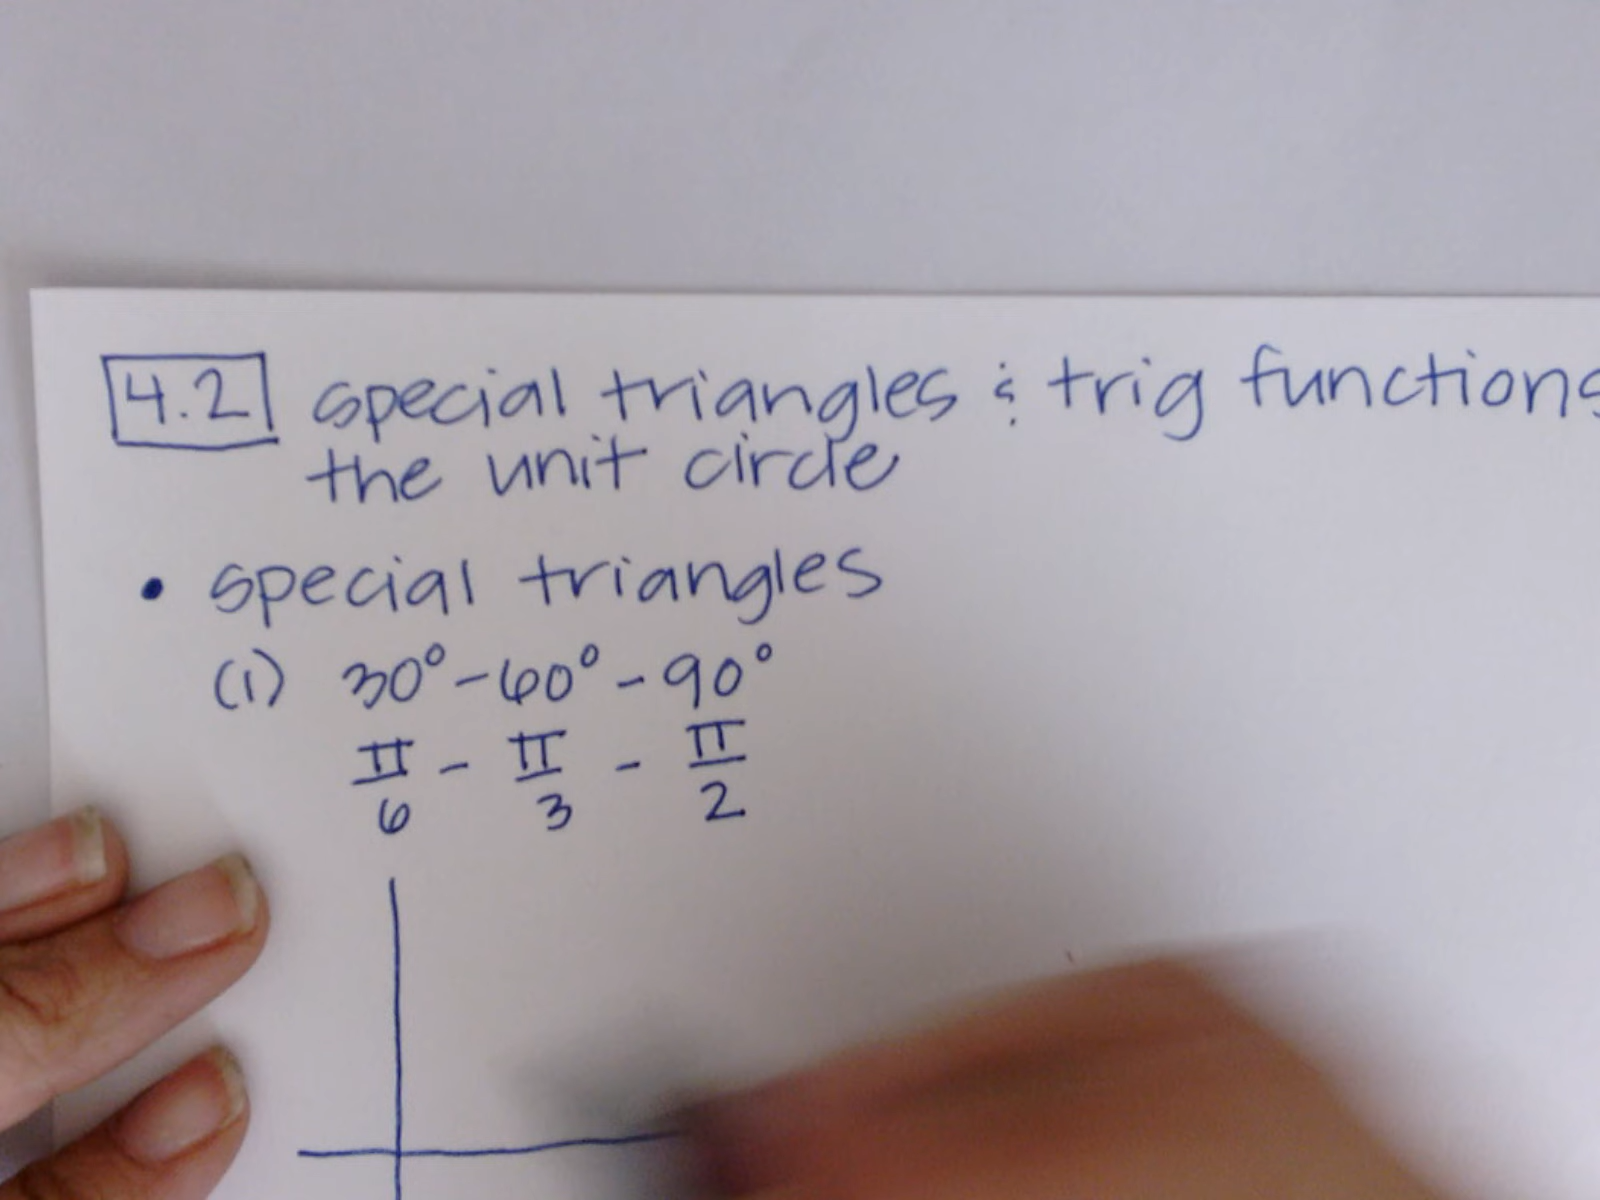 4.2 special triangles & trig functions
the unit circle
• special triangles
(1) 30° - 60° - 90°
π/6 - π/3 - π/2